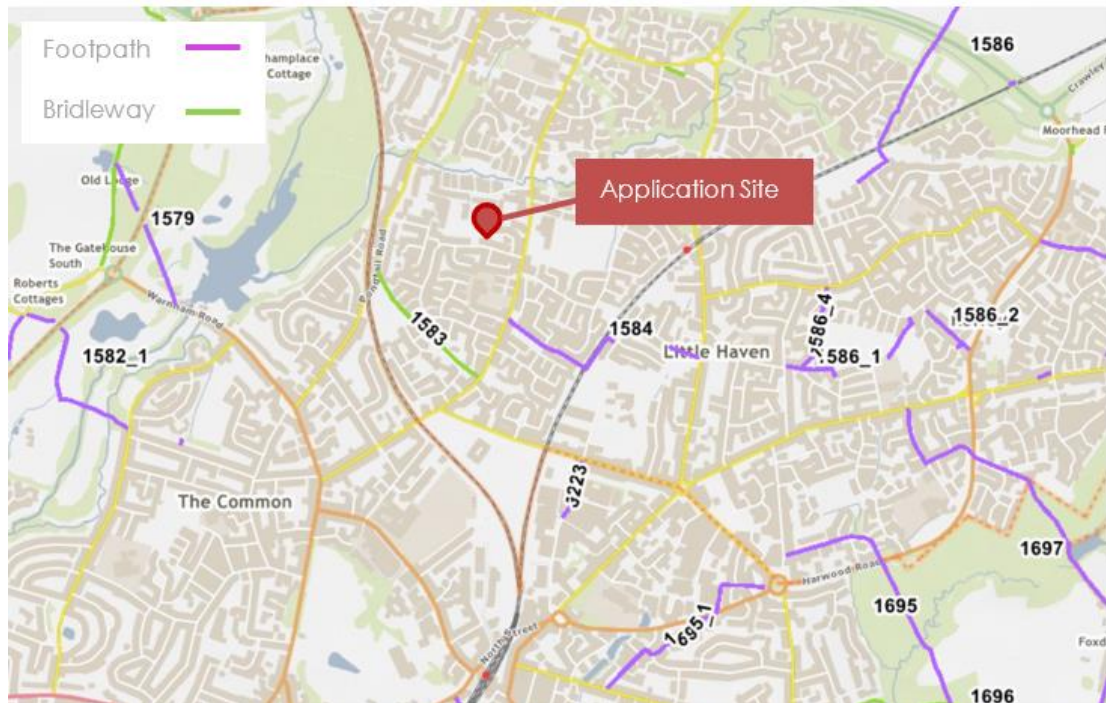 Footpath
Bridleway
hamplace
Cottage
1586
Crawley
Moorhead
Application Site
Old Lodge
1579
The Gatehouse
South
Roberts
Cottages
Warnham Road
Pondtail Road
1583
1584
1582_1
Little Haven
1586_4
1586_1
1586_2
The Common
3223
Harwood Road
1697
1695
1695_1
North Street
Foxd
1696